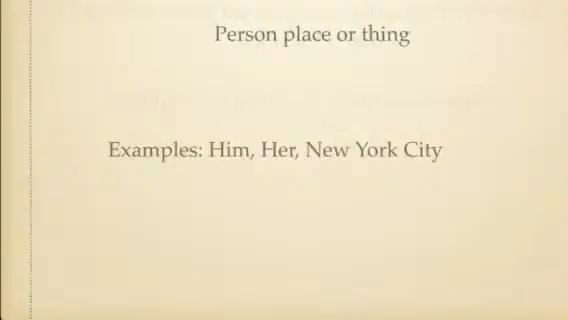 Person place or thing
Examples: Him, Her, New York City